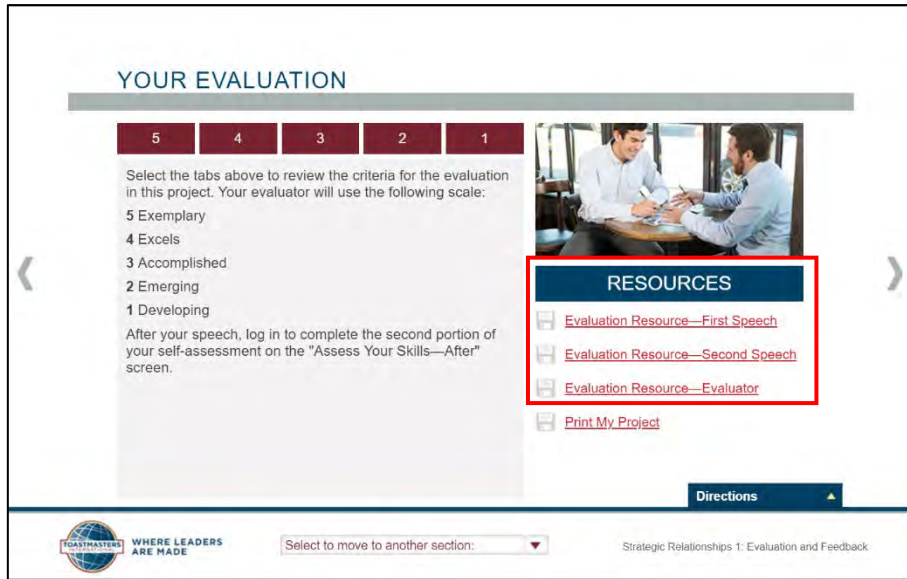 YOUR EVALUATION
5 4 3 2 1
Select the tabs above to review the criteria for the evaluation
in this project. Your evaluator will use the following scale:
5 Exemplary
4 Excels
3 Accomplished
2 Emerging
1 Developing
After your speech, log in to complete the second portion of
your self-assessment on the "Assess Your Skills—After"
screen.
RESOURCES
Evaluation Resource—First Speech
Evaluation Resource—Second Speech
Evaluation Resource—Evaluator
Print My Project
Directions
TOASTMASTERS
INTERNATIONAL
WHERE LEADERS
ARE MADE
Select to move to another section:
Strategic Relationships 1: Evaluation and Feedback